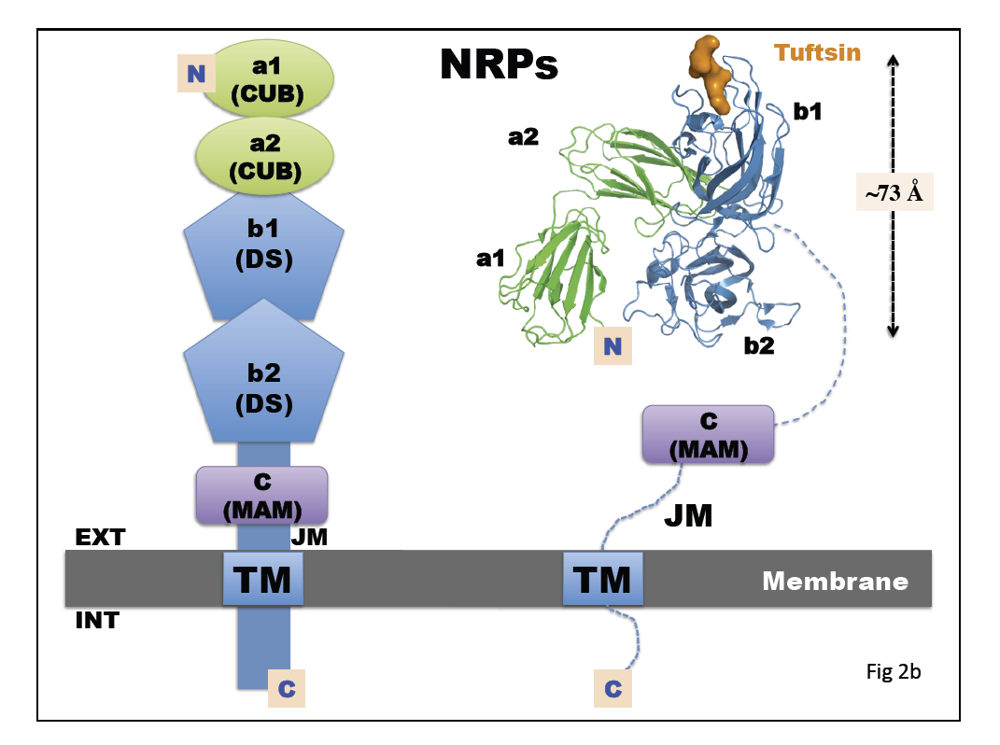 NRPs
N
a1
(CUB)
a2
(CUB)
b1
(DS)
b2
(DS)
C
(MAM)
EXT
JM
TM
INT
C
Tuftsin
b1
a2
~73 Å
a1
N
b2
C
(MAM)
JM
TM
Membrane
C
Fig 2b